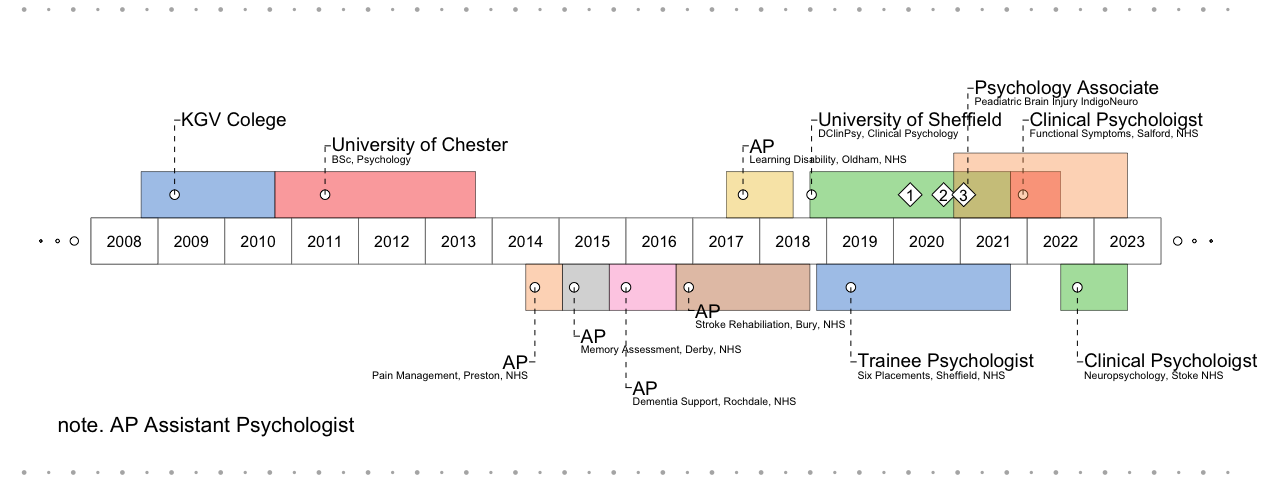 Psychology Associate
Peadiatric Brain Injury IndigoNeuro
KGV Colege
University of Sheffield
DClinPsy, Clinical Psychology
Clinical Psycholoigst
Functional Symptoms, Salford, NHS
University of Chester
BSc, Psychology
AP
Learning Disability, Oldham, NHS
1 2 3
2008 2009 2010 2011 2012 2013 2014 2015 2016 2017 2018 2019 2020 2021 2022 2023
AP
Stroke Rehabiliation, Bury, NHS
AP
Memory Assessment, Derby, NHS
AP
Pain Management, Preston, NHS
Trainee Psychologist
Six Placements, Sheffield, NHS
Clinical Psycholoigst
Neuropsychology, Stoke NHS
AP
Dementia Support, Rochdale, NHS
note. AP Assistant Psychologist